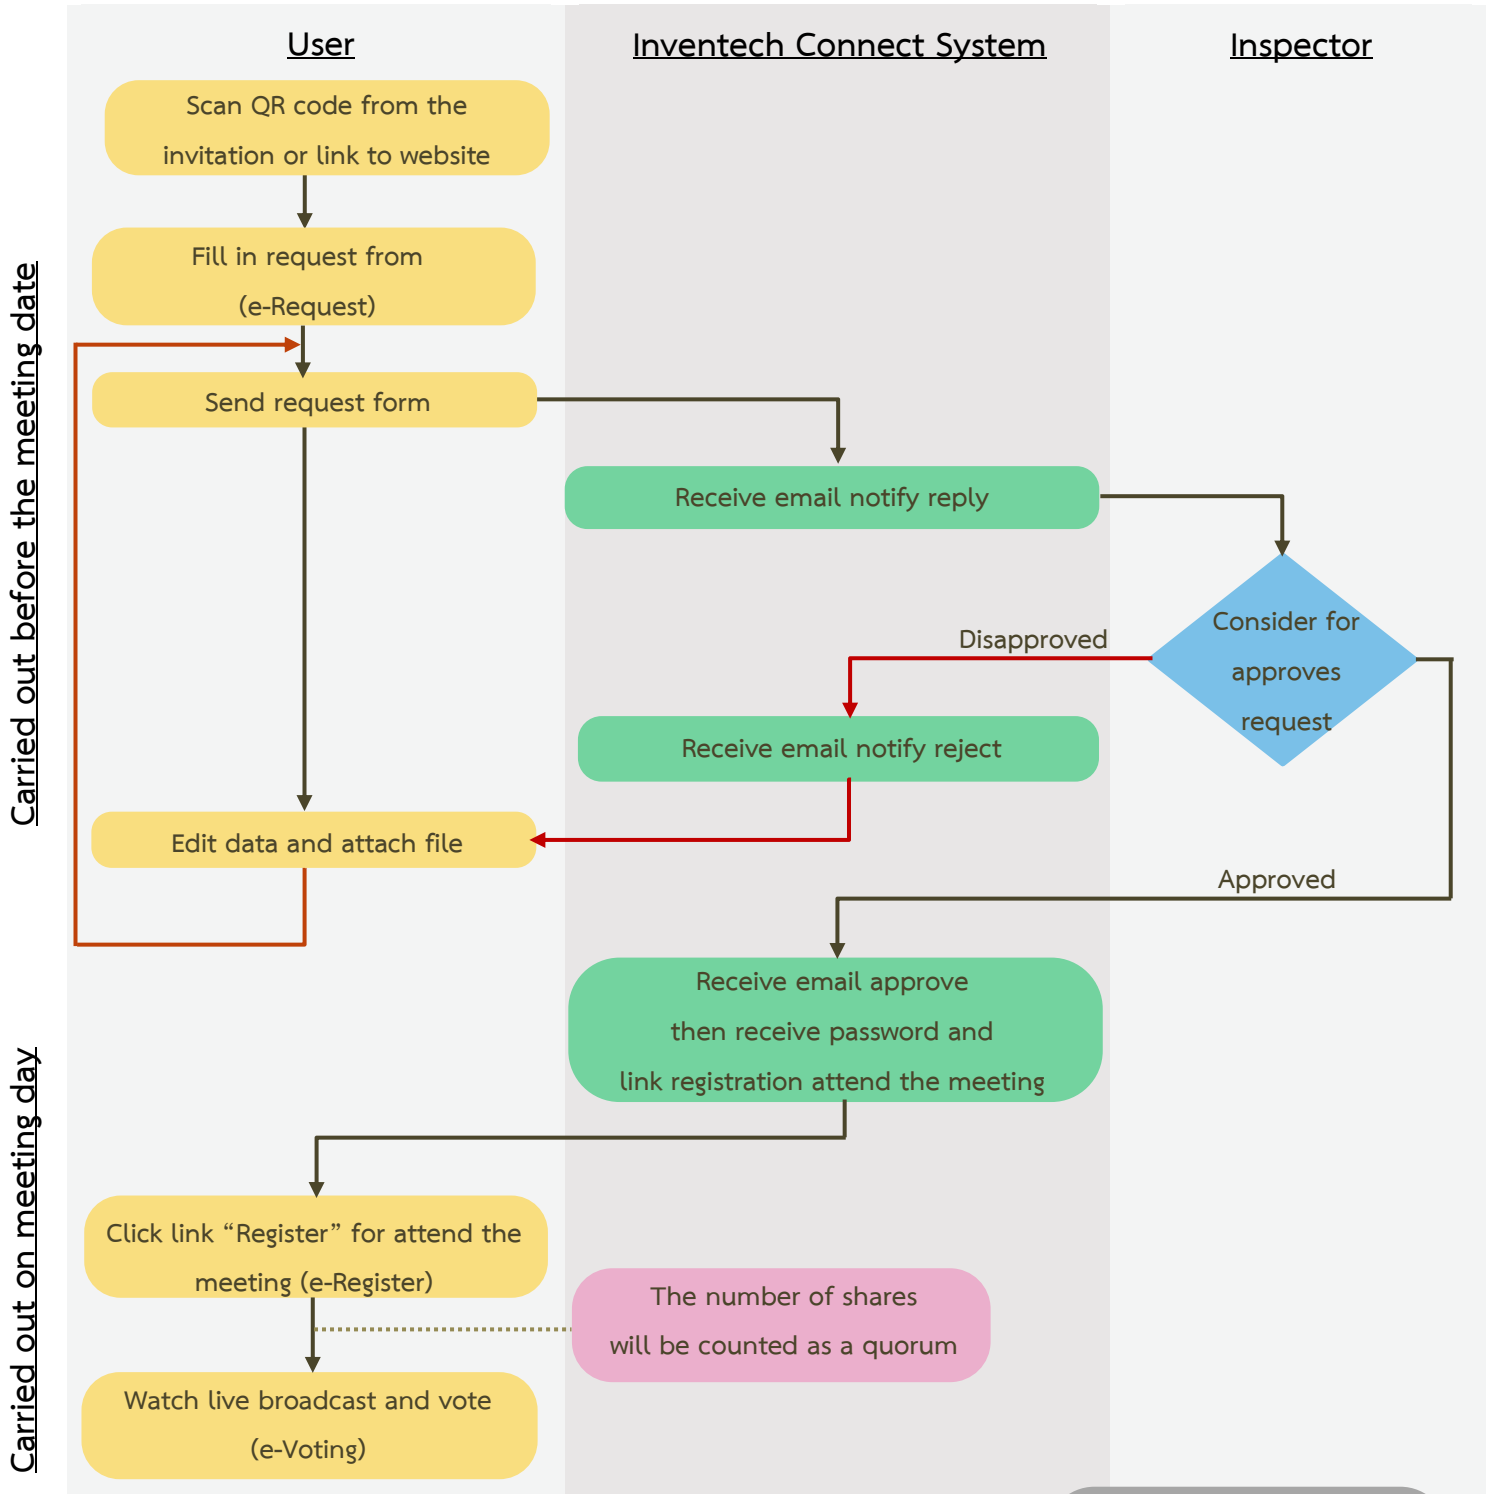 User
Inventech Connect System
Inspector
Scan QR code from the
invitation or link to website
Fill in request from
(e-Request)
Send request form
Receive email notify reply
Consider for
approves
request
Disapproved
Receive email notify reject
Edit data and attach file
Approved
Receive email approve
then receive password and
link registration attend the meeting
Click link “Register” for attend the
meeting (e-Register)
The number of shares
will be counted as a quorum
Watch live broadcast and vote
(e-Voting)
Carried out before the meeting date
Carried out on meeting day